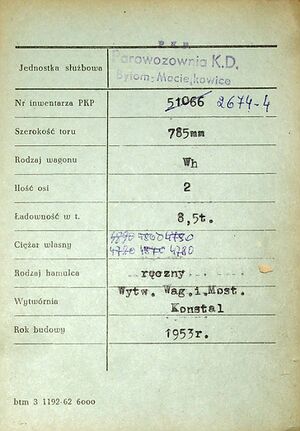 P K P
Jednostka służbowa Parowozownia K.D.
Bytom-Maciejkowice
Nr inwentarza PKP 51066 2674-4
Szerokość toru 785mm
Rodzaj wagonu Wh
Ilość osi 2
Ładowność w t. 8,5t.
Ciężar własny 4780
4780
Rodzaj hamulca ręczny
Wytwórnia Wytw. Wag.i Most.
Konstal
Rok budowy 1953r.
btm 3 1192-62 6000